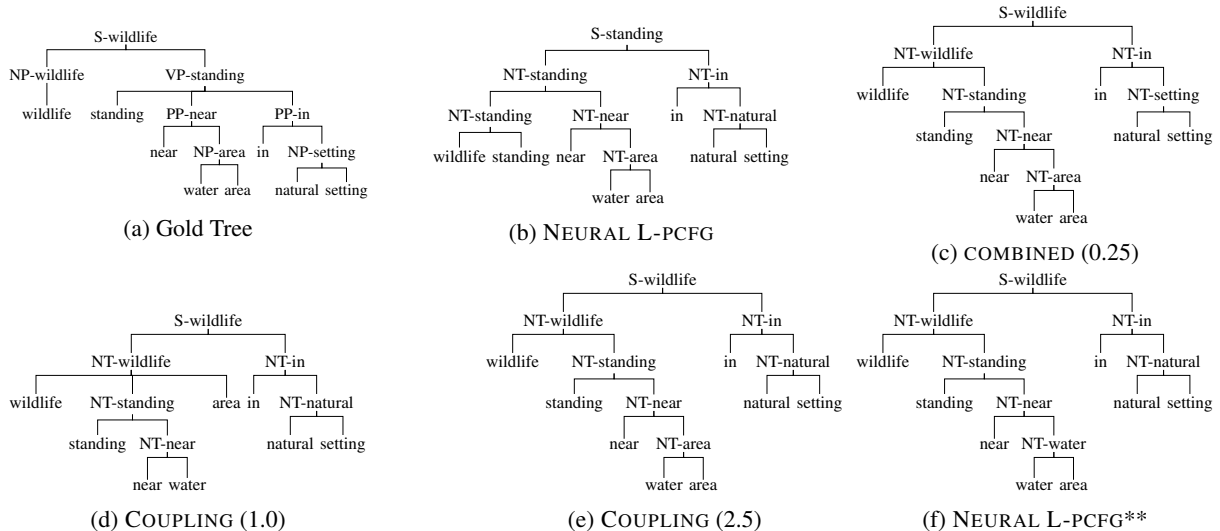 S-wildlife
NP-wildlife VP-standing
wildlife standing PP-near PP-in
near NP-area in NP-setting
water area natural setting
(a) Gold Tree
S-standing
NT-standing NT-in
NT-standing NT-near in NT-natural
wildlife standing near NT-area natural setting
water area
(b) NEURAL L-PCFG
S-wildlife
NT-wildlife NT-in
wildlife NT-standing in NT-setting
standing NT-near natural setting
near NT-area
water area
(c) COMBINED (0.25)
S-wildlife
NT-wildlife NT-in
wildlife NT-standing area in NT-natural
standing NT-near natural setting
near water
(d) COUPLING (1.0)
S-wildlife
NT-wildlife NT-in
wildlife NT-standing in NT-natural
standing NT-near natural setting
near NT-area
water area
(e) COUPLING (2.5)
S-wildlife
NT-wildlife NT-in
wildlife NT-standing in NT-natural
standing NT-near natural setting
near NT-water
water area
(f) NEURAL L-PCFG**